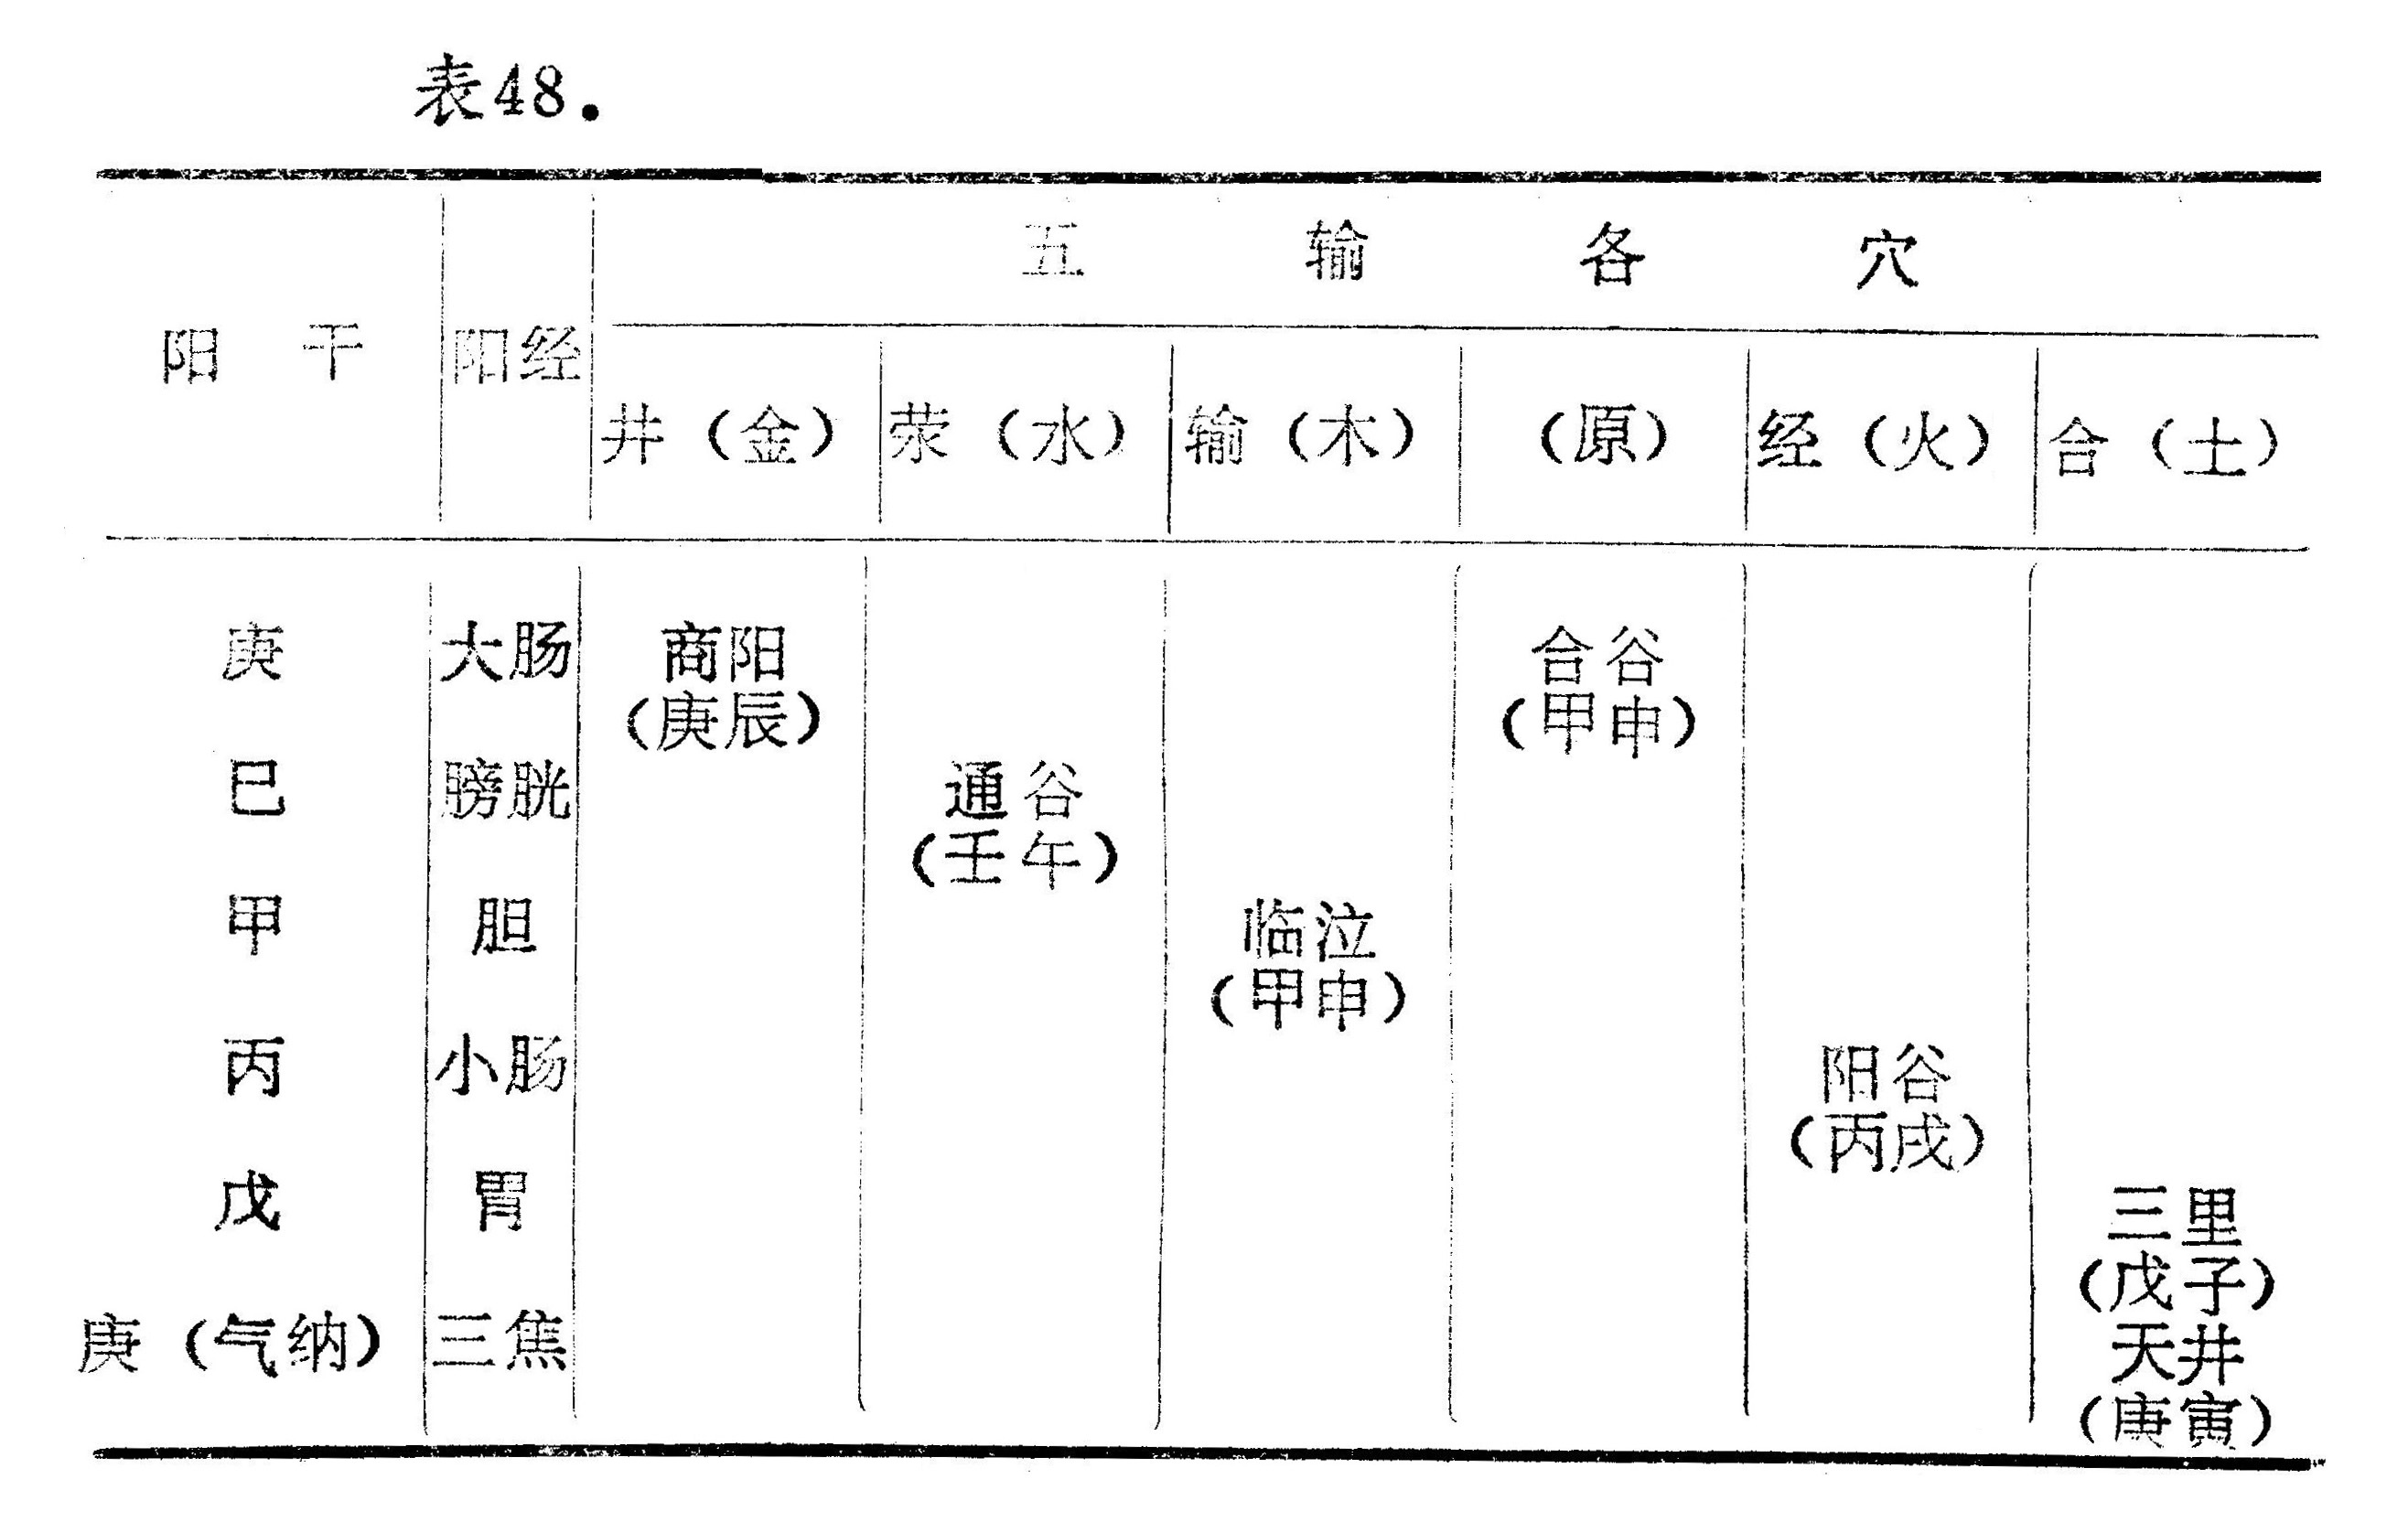 表48.
五 输 各 穴
阳 干 阳经
井（金） 荥（水） 输（木） （原） 经（火） 合（土）
庚 大肠 商阳 合谷
（庚辰） （甲申）
巳 膀胱 通谷
（壬午）
甲 胆 临泣
（甲申）
丙 小肠 阳谷
（丙戌）
戊 胃 三里
（戊子）
庚（气纳） 三焦 天井
（庚寅）